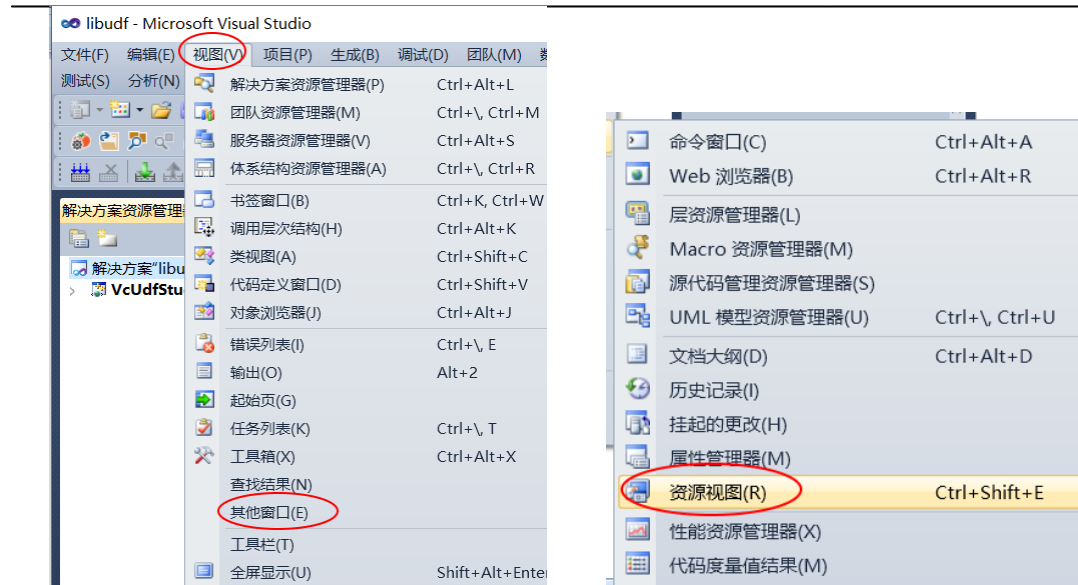 libudf - Microsoft Visual Studio
文件(F) 编辑(E) 视图(V) 项目(P) 生成(B) 调试(D) 团队(M)
测试(S) 分析(N)
解决方案资源管理器(P) Ctrl+Alt+L
团队资源管理器(M) Ctrl+\, Ctrl+M
服务器资源管理器(V) Ctrl+Alt+S
体系结构资源管理器(A) Ctrl+\, Ctrl+R
书签窗口(B) Ctrl+K, Ctrl+W
调用层次结构(H) Ctrl+Alt+K
类视图(A) Ctrl+Shift+C
代码定义窗口(D) Ctrl+Shift+V
对象浏览器(J) Ctrl+Alt+J
错误列表(I) Ctrl+\, E
输出(O) Alt+2
起始页(G)
任务列表(K) Ctrl+\, T
工具箱(X) Ctrl+Alt+X
查找结果(N)
其他窗口(E)
工具栏(T)
全屏显示(U) Shift+Alt+Enter
解决方案资源管理
解决方案"libu
VcUdfStu
命令窗口(C) Ctrl+Alt+A
Web 浏览器(B) Ctrl+Alt+R
层资源管理器(L)
Macro 资源管理器(M)
源代码管理资源管理器(S)
UML 模型资源管理器(U) Ctrl+\, Ctrl+U
文档大纲(D) Ctrl+Alt+D
历史记录(I)
挂起的更改(H)
属性管理器(M)
资源视图(R) Ctrl+Shift+E
性能资源管理器(X)
代码度量值结果(M)